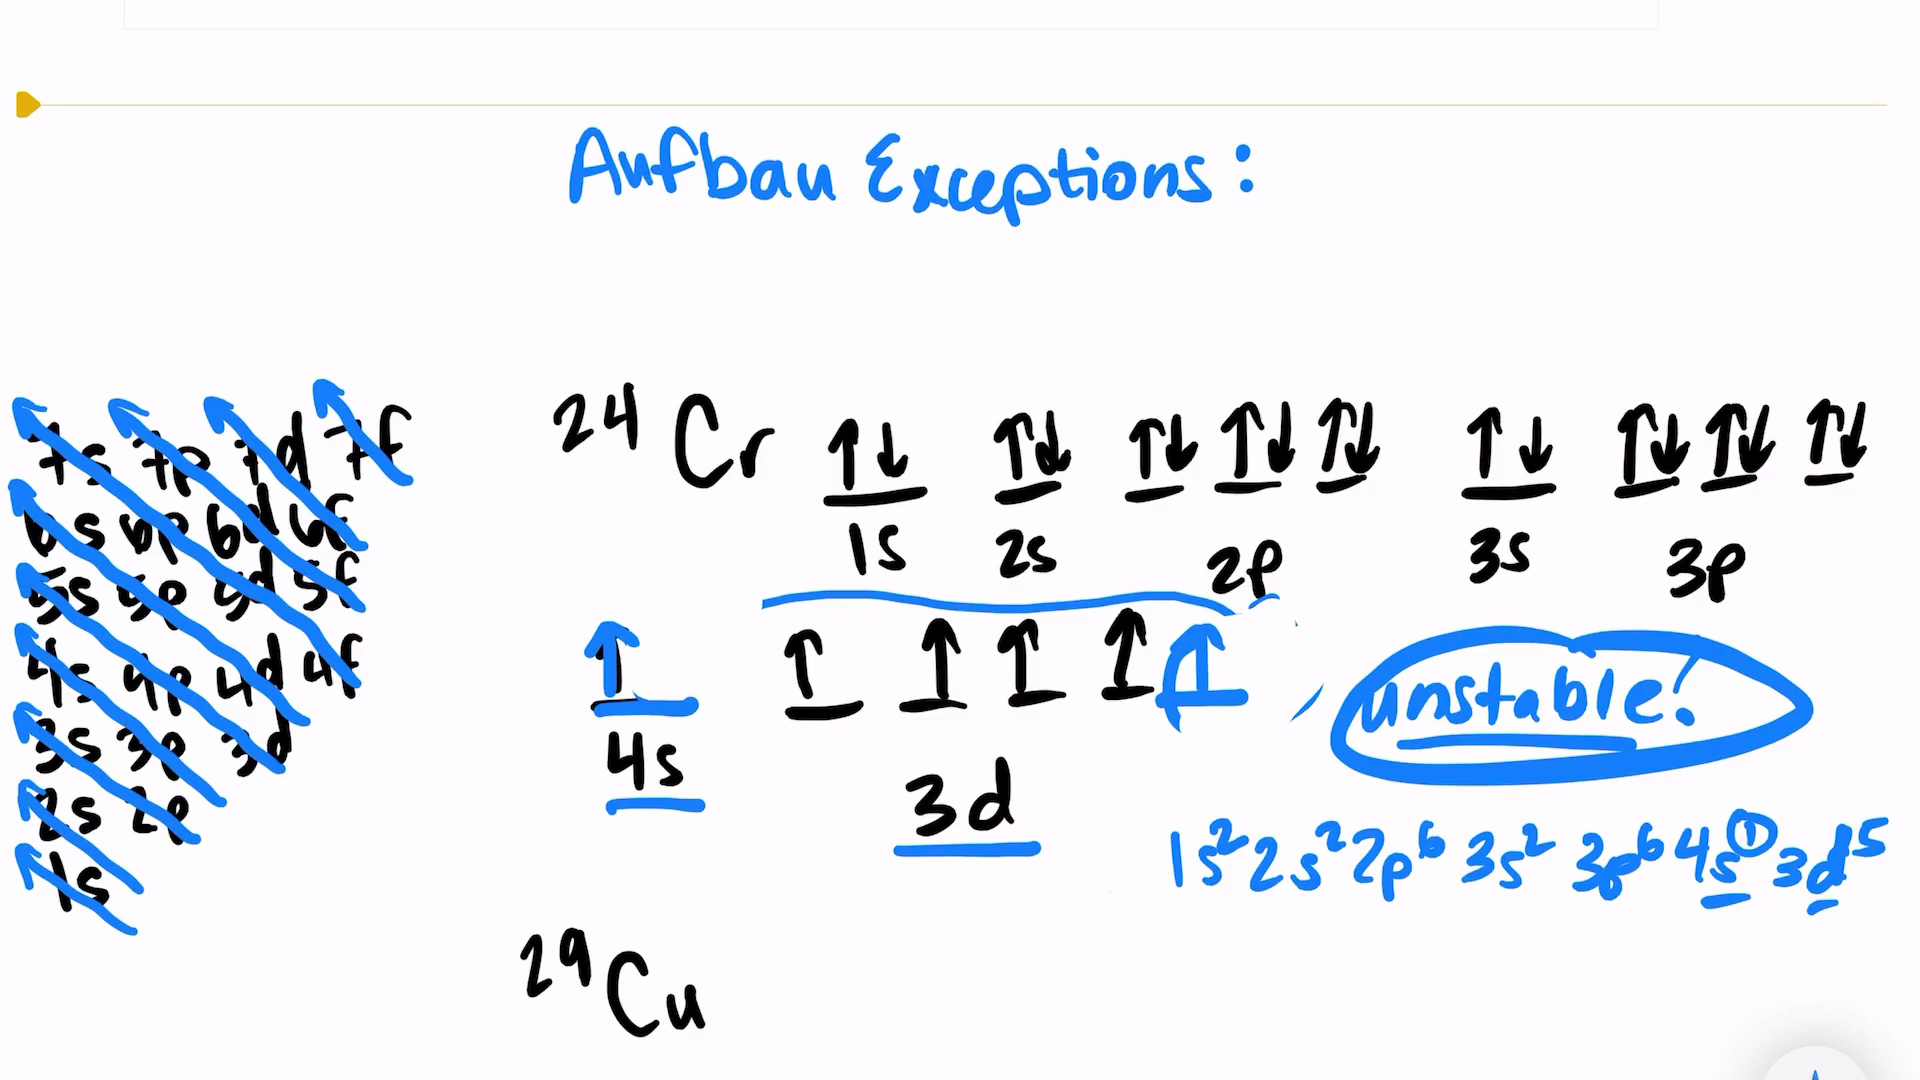 Aufbau Exceptions:
7s 7p 7d 7f
6s 6p 6d 6f
5s 5p 5d 5f
4s 4p 4d 4f
3s 3p 3d
2s 2p
1s
24 Cr ↑↓ ↑↓ ↑↓ ↑↓ ↑↓ ↑↓ ↑↓ ↑↓ ↑↓
1s 2s 2p 3s 3p
↑ ↑ ↑ ↑ ↑ ↑ unstable!
4s 3d
1s² 2s² 2p⁶ 3s² 3p⁶ 4s¹ 3d⁵
29 Cu